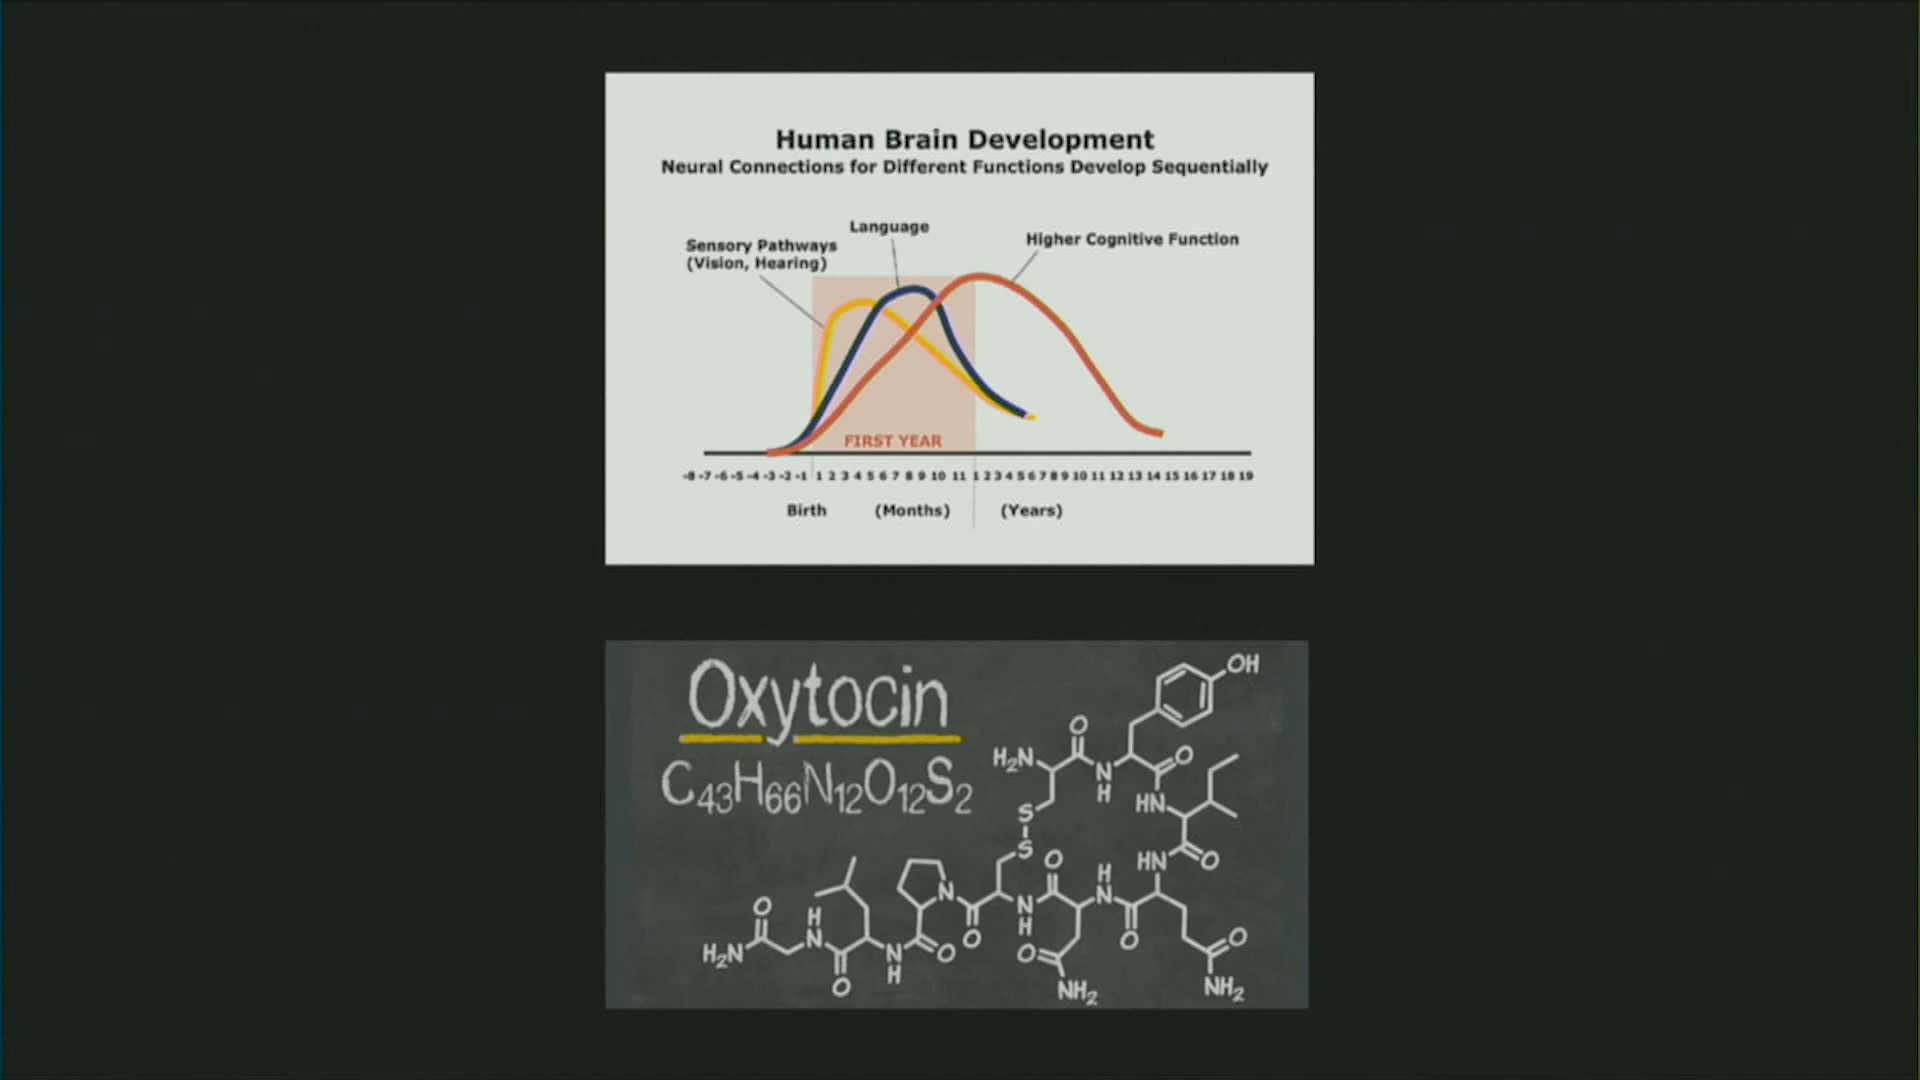 Human Brain Development
Neural Connections for Different Functions Develop Sequentially
Language
Sensory Pathways
(Vision, Hearing)
Higher Cognitive Function
FIRST YEAR
-8 -7 -6 -5 -4 -3 -2 -1 1 2 3 4 5 6 7 8 9 10 11 1 2 3 4 5 6 7 8 9 10 11 12 13 14 15 16 17 18 19
Birth (Months) (Years)
Oxytocin
C43H66N12O12S2
OH
O
H2N
N
H
O
HN
S
S
O
HN
O
H
N
O
N
H
N
O
O
H
N
H2N
O
N
H
O
O
NH2
O
O
NH2